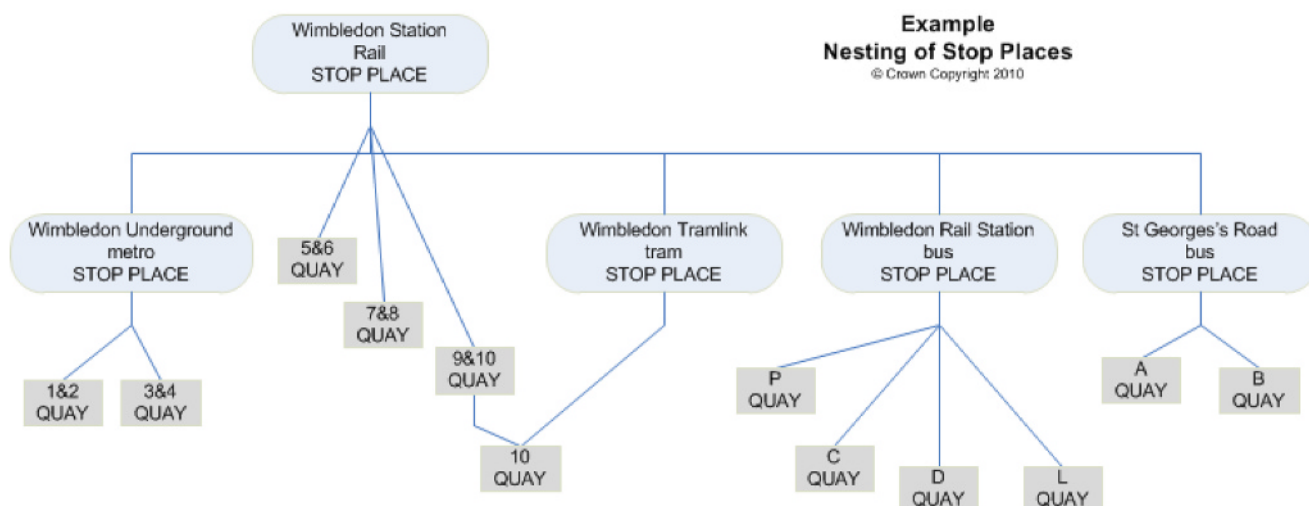 Wimbledon Station
Rail
STOP PLACE
Example
Nesting of Stop Places
© Crown Copyright 2010
Wimbledon Underground
metro
STOP PLACE
5&6
QUAY
7&8
QUAY
9&10
QUAY
Wimbledon Tramlink
tram
STOP PLACE
Wimbledon Rail Station
bus
STOP PLACE
St Georges's Road
bus
STOP PLACE
1&2
QUAY
3&4
QUAY
10
QUAY
P
QUAY
C
QUAY
D
QUAY
L
QUAY
A
QUAY
B
QUAY